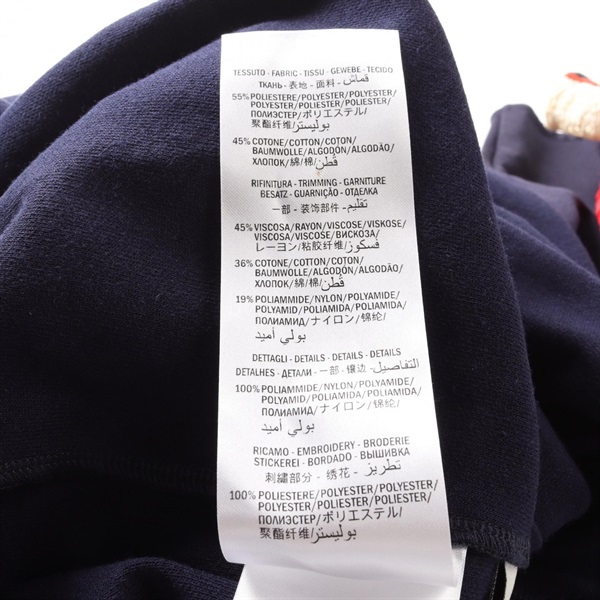 TESSUTO - FABRIC - TISSU - GEWEBE - TECIDO
ТКАНЬ - 表地 - 面料 - قماش
55% POLIESTERE/POLYESTER/POLYESTER/
POLYESTER/POLIÉSTER/POLIESTER/
ПОЛИЭСТЕР/ポリエステル/
聚酯纤维/بوليستر
45% COTONE/COTTON/COTON/
BAUMWOLLE/ALGODÓN/ALGODÃO/
ХЛОПОК/綿/棉/ قُطن
RIFINITURA - TRIMMING - GARNITURE
BESATZ - GUARNIÇÃO - ОТДЕЛКА
一部 - 装饰部件 - تقليم
45% VISCOSA/RAYON/VISCOSE/VISKOSE/
VISCOSA/VISCOSE/ВИСКОЗА/
レーヨン/粘胶纤维/فسكوز
36% COTONE/COTTON/COTON/
BAUMWOLLE/ALGODÓN/ALGODÃO/
ХЛОПОК/綿/棉/ قُطن
19% POLIAMMIDE/NYLON/POLYAMIDE/
POLYAMID/POLIAMIDA/POLIAMIDA/
ПОЛИАМИД/ナイロン/锦纶/
بولي أميد
DETTAGLI - DETAILS - DETAILS - DETAILS
DETALHES - ДЕТАЛИ - 一部 - 镶边 - التفاصيل
100% POLIAMMIDE/NYLON/POLYAMIDE/
POLYAMID/POLIAMIDA/POLIAMIDA/
ПОЛИАМИД/ナイロン/锦纶/
بولي أميد
RICAMO - EMBROIDERY - BRODERIE
STICKEREI - BORDADO - ВЫШИВКА
刺繍部分 - 绣花 - تطريز
100% POLIESTERE/POLYESTER/POLYESTER/
POLYESTER/POLIÉSTER/POLIESTER/
ПОЛИЭСТЕР/ポリエステル/
聚酯纤维/بوليستر